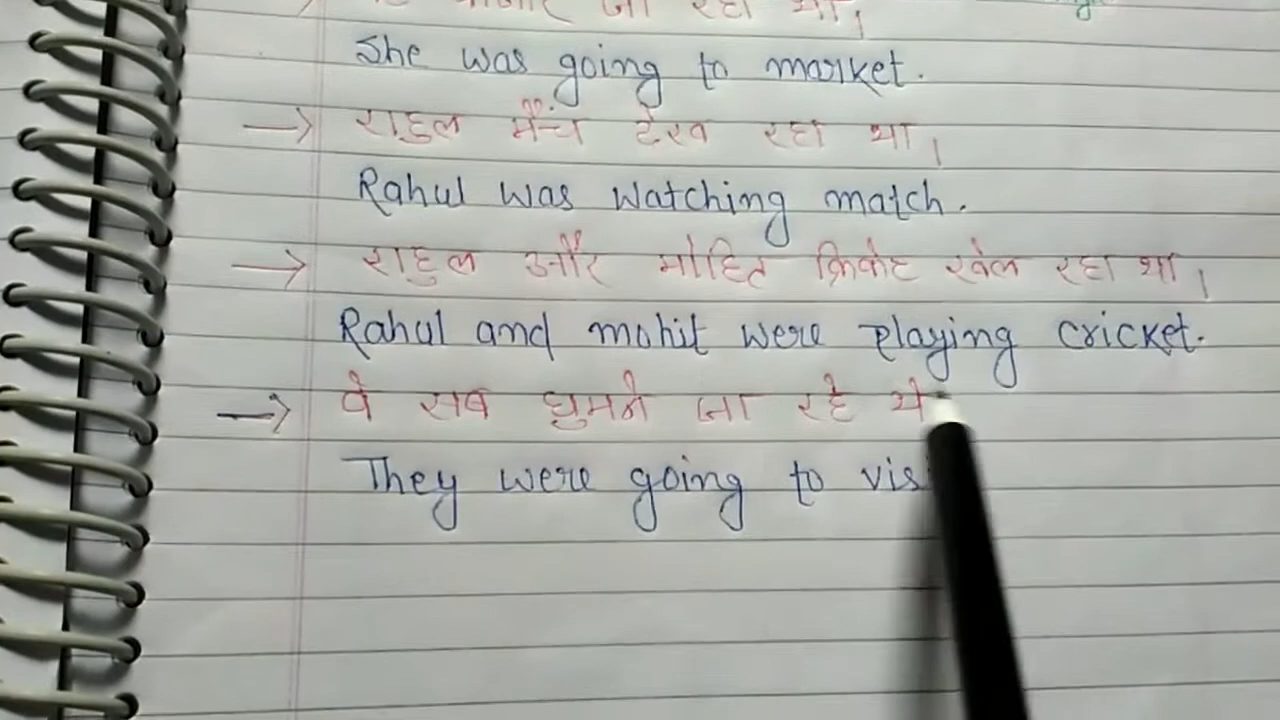 जा रहा था।
She was going to market.
→ राहुल मैंच देख रहा था।
Rahul was watching match.
→ राहुल और मोहित क्रिकेट खेल रहा था।
Rahul and mohit were playing cricket.
→ वे सब घुमने जा रहे थे
They were going to